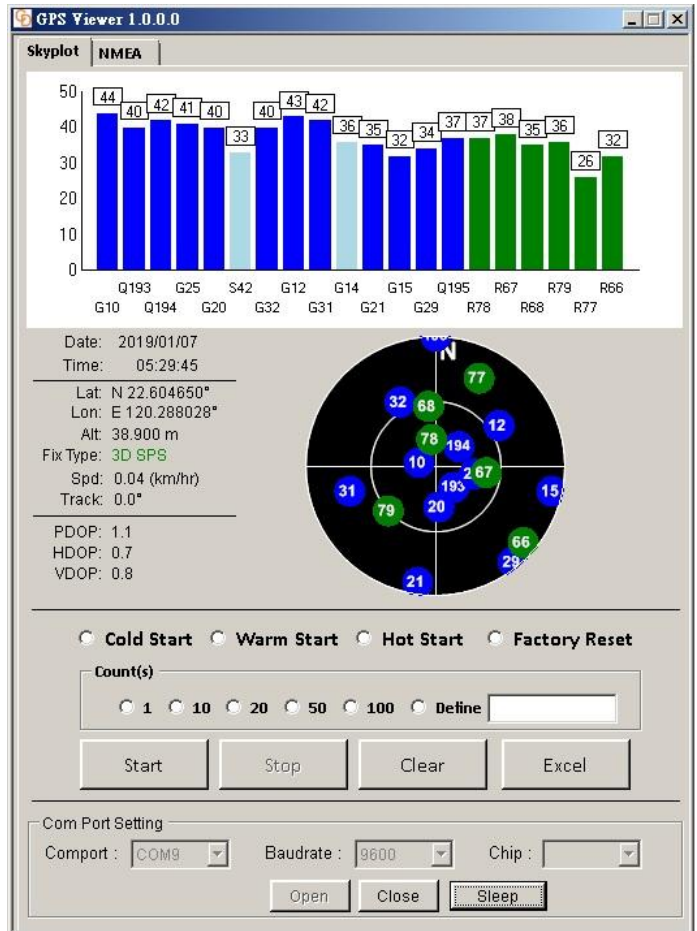 GPS Viewer 1.0.0.0
Skyplot NMEA
50 40 30 20 10 0
44 40 42 41 40 33 40 43 42 36 35 32 34 37 37 38 35 36 26 32
Q193 G25 S42 G12 G14 G15 Q195 R67 R79 R66
G10 Q194 G20 G32 G31 G21 G29 R78 R68 R77
Date: 2019/01/07
Time: 05:29:45
Lat: N 22.604650°
Lon: E 120.288028°
Alt: 38.900 m
Fix Type: 3D SPS
Spd: 0.04 (km/hr)
Track: 0.0°
PDOP: 1.1
HDOP: 0.7
VDOP: 0.8
N
77
32 68
12
78 194
10 67
31 193 15
20
79
66
29
21
Cold Start Warm Start Hot Start Factory Reset
Count(s)
1 10 20 50 100 Define
Start Stop Clear Excel
Com Port Setting
Comport : COM9 Baudrate : 9600 Chip :
Open Close Sleep